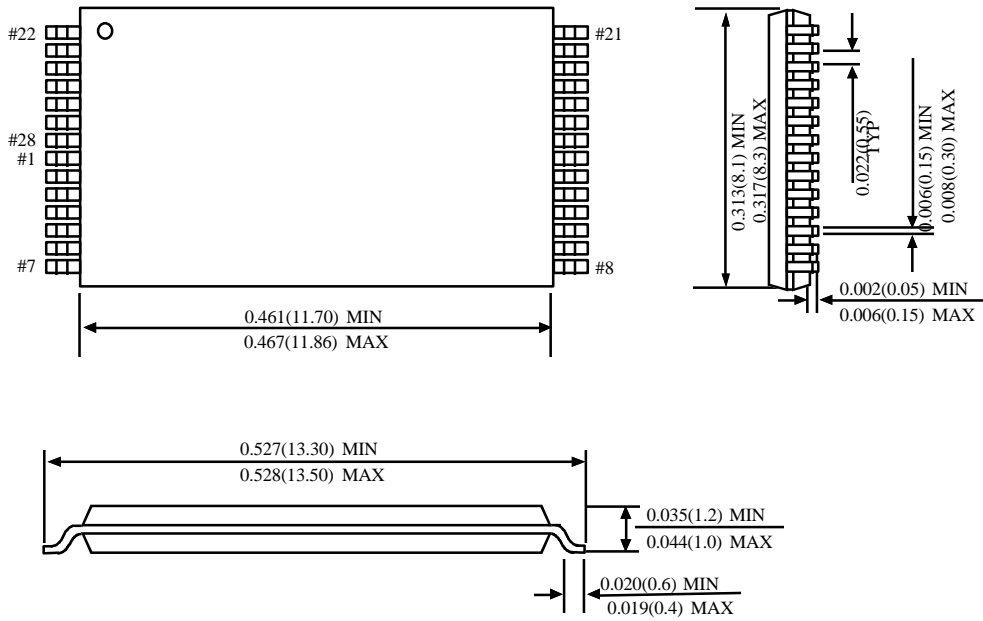 #22
#21
#28
#1
#7
#8
0.461(11.70) MIN
0.467(11.86) MAX
0.313(8.1) MIN
0.317(8.3) MAX
0.022(0.55)
TYP
0.006(0.15) MIN
0.008(0.30) MAX
0.002(0.05) MIN
0.006(0.15) MAX
0.527(13.30) MIN
0.528(13.50) MAX
0.035(1.2) MIN
0.044(1.0) MAX
0.020(0.6) MIN
0.019(0.4) MAX